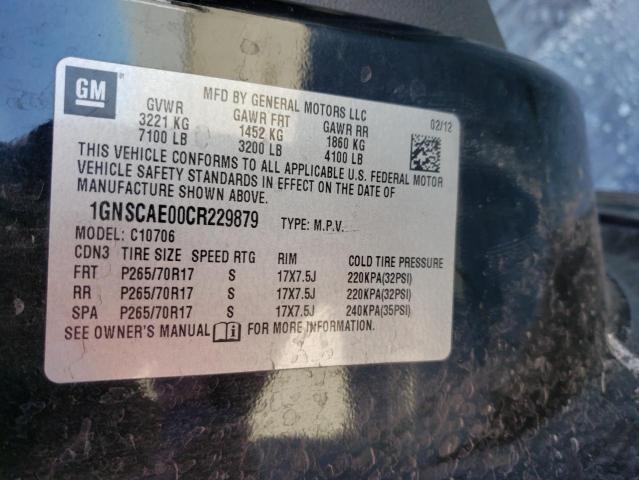 GM
MFD BY GENERAL MOTORS LLC
GVWR GAWR FRT GAWR RR 02/12
3221 KG 1452 KG 1860 KG
7100 LB 3200 LB 4100 LB
THIS VEHICLE CONFORMS TO ALL APPLICABLE U.S. FEDERAL MOTOR
VEHICLE SAFETY STANDARDS IN EFFECT ON THE DATE OF
MANUFACTURE SHOWN ABOVE.
1GNSCAE00CR229879 TYPE: M.P.V.
MODEL: C10706
CDN3 TIRE SIZE SPEED RTG RIM COLD TIRE PRESSURE
FRT P265/70R17 S 17X7.5J 220KPA(32PSI)
RR P265/70R17 S 17X7.5J 220KPA(32PSI)
SPA P265/70R17 S 17X7.5J 240KPA(35PSI)
SEE OWNER'S MANUAL FOR MORE INFORMATION.